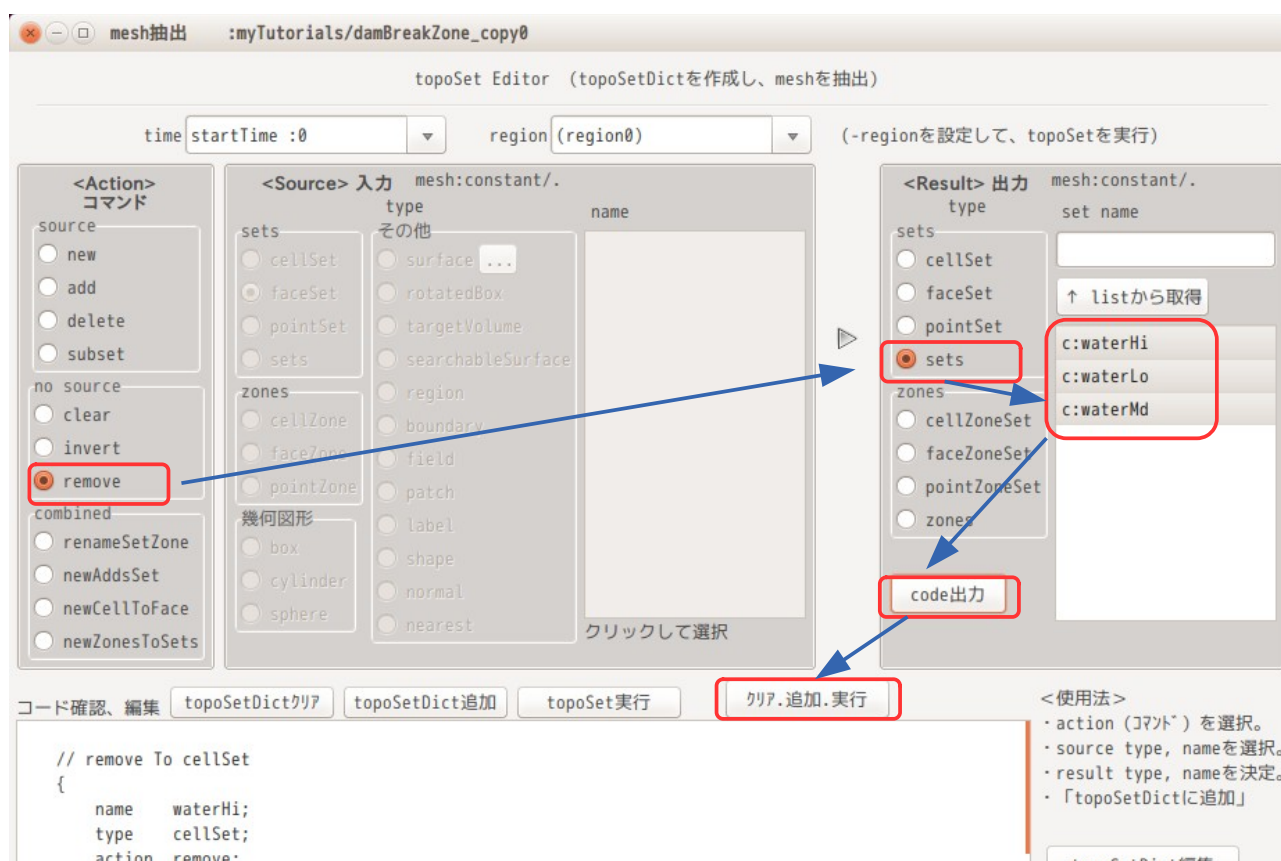 mesh抽出 :myTutorials/damBreakZone_copy0
topoSet Editor (topoSetDictを作成し、meshを抽出)
time startTime :0 region (region0) (-regionを設定して、topoSetを実行)
<Action>
コマンド
source
new
add
delete
subset
no source
clear
invert
remove
combined
renameSetZone
newAddsSet
newCellToFace
newZonesToSets
<Source> 入力 mesh:constant/.
type
name
sets
cellSet
faceSet
pointSet
sets
zones
cellZone
faceZone
pointZone
幾何図形
box
cylinder
sphere
その他
surface ...
rotatedBox
targetVolume
searchableSurface
region
boundary
field
patch
label
shape
normal
nearest
クリックして選択
<Result> 出力 mesh:constant/.
type
set name
sets
cellSet
faceSet
pointSet
sets
zones
cellZoneSet
faceZoneSet
pointZoneSet
zones
code出力
↑ listから取得
c:waterHi
c:waterLo
c:waterMd
コード確認、編集 topoSetDictｸﾘｱ topoSetDict追加 topoSet実行 ｸﾘｱ.追加.実行
// remove To cellSet
{
name waterHi;
type cellSet;
action remove;
<使用法>
・action (ｺﾏﾝﾄﾞ) を選択。
・source type, nameを選択。
・result type, nameを決定。
・「topoSetDictに追加」